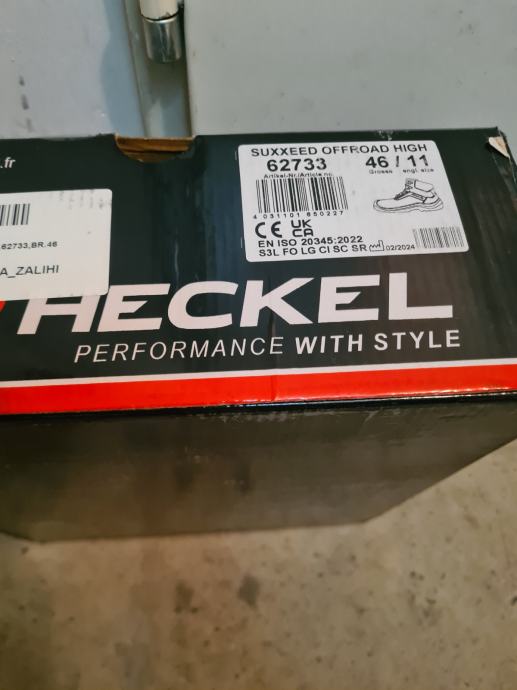 .fr
SUXXEED OFFROAD HIGH
62733 46 / 11
Artikel-Nr./Article no. Grösse engl. size
4 031101 650227
CE UK CA
EN ISO 20345:2022
S3L FO LG CI SC SR 02/2024
62733,BR.46
A_ZALIHI
HECKEL
PERFORMANCE WITH STYLE